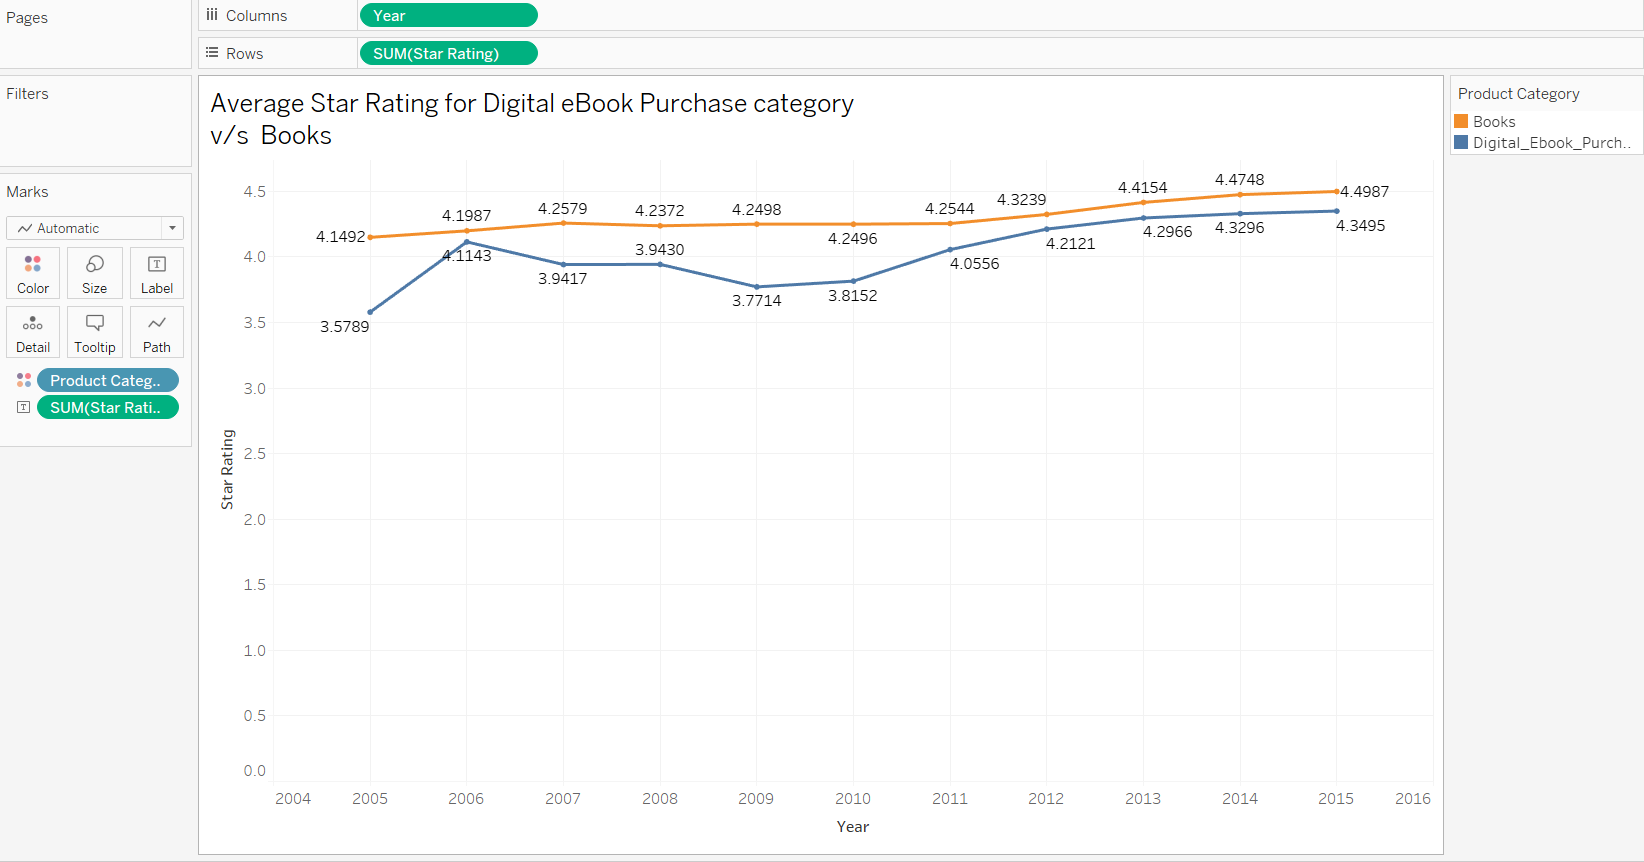 Pages
Columns
Year
Rows
SUM(Star Rating)
Filters
Marks
Automatic
Color
Size
Label
Detail
Tooltip
Path
Product Categ..
SUM(Star Rati..
Average Star Rating for Digital eBook Purchase category
v/s Books
4.5
4.0
3.5
3.0
2.5
2.0
1.5
1.0
0.5
0.0
Star Rating
4.1492
4.1987
4.2579
4.2372
4.2498
4.2496
4.2544
4.3239
4.4154
4.4748
4.4987
3.5789
4.1143
3.9417
3.9430
3.7714
3.8152
4.0556
4.2121
4.2966
4.3296
4.3495
2004 2005 2006 2007 2008 2009 2010 2011 2012 2013 2014 2015 2016
Year
Product Category
Books
Digital_Ebook_Purch..